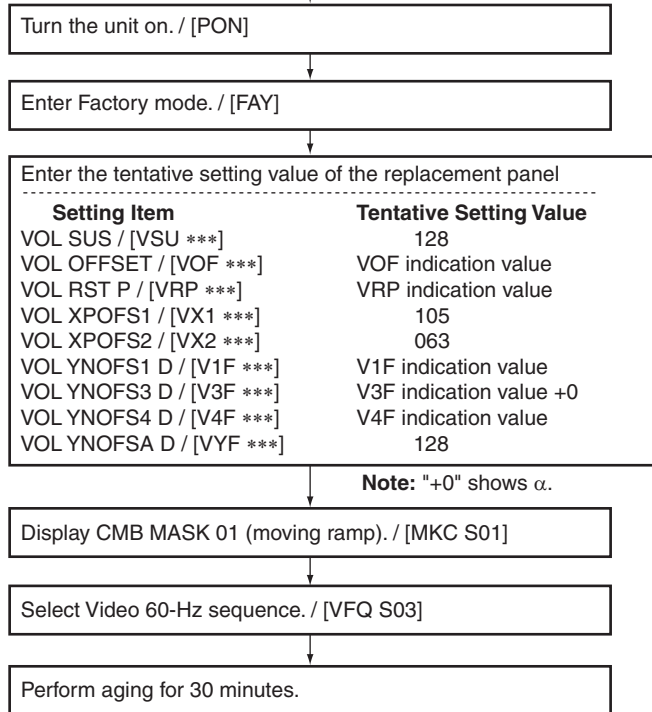 Turn the unit on. / [PON]
Enter Factory mode. / [FAY]
Enter the tentative setting value of the replacement panel
Setting Item Tentative Setting Value
VOL SUS / [VSU ***] 128
VOL OFFSET / [VOF ***] VOF indication value
VOL RST P / [VRP ***] VRP indication value
VOL XPOFS1 / [VX1 ***] 105
VOL XPOFS2 / [VX2 ***] 063
VOL YNOFS1 D / [V1F ***] V1F indication value
VOL YNOFS3 D / [V3F ***] V3F indication value +0
VOL YNOFS4 D / [V4F ***] V4F indication value
VOL YNOFSA D / [VYF ***] 128
Note: "+0" shows α.
Display CMB MASK 01 (moving ramp). / [MKC S01]
Select Video 60-Hz sequence. / [VFQ S03]
Perform aging for 30 minutes.